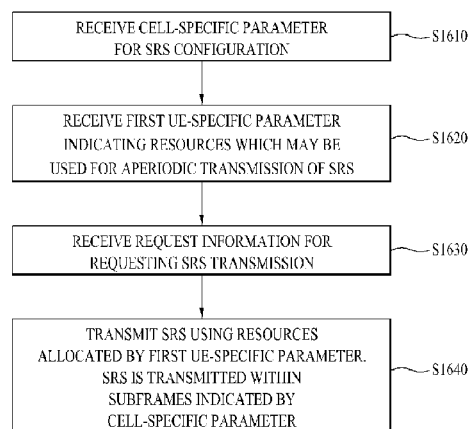 RECEIVE CELL-SPECIFIC PARAMETER
FOR SRS CONFIGURATION
S1610
RECEIVE FIRST UE-SPECIFIC PARAMETER
INDICATING RESOURCES WHICH MAY BE
USED FOR APERIODIC TRANSMISSION OF SRS
S1620
RECEIVE REQUEST INFORMATION FOR
REQUESTING SRS TRANSMISSION
S1630
TRANSMIT SRS USING RESOURCES
ALLOCATED BY FIRST UE-SPECIFIC PARAMETER.
SRS IS TRANSMITTED WITHIN
SUBFRAMES INDICATED BY
CELL-SPECIFIC PARAMETER
S1640